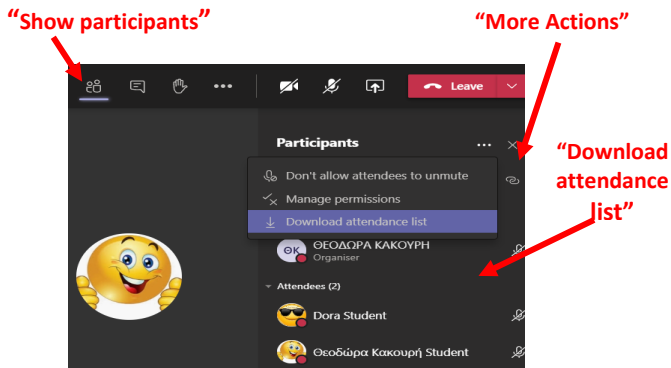 “Show participants”
“More Actions”
Leave
Participants
Don't allow attendees to unmute
Manage permissions
Download attendance list
“Download
attendance
list”
ΘΚ
ΘΕΟΔΩΡΑ ΚΑΚΟΥΡΗ
Organiser
Attendees (2)
Dora Student
Θεοδώρα Κακουρή Student